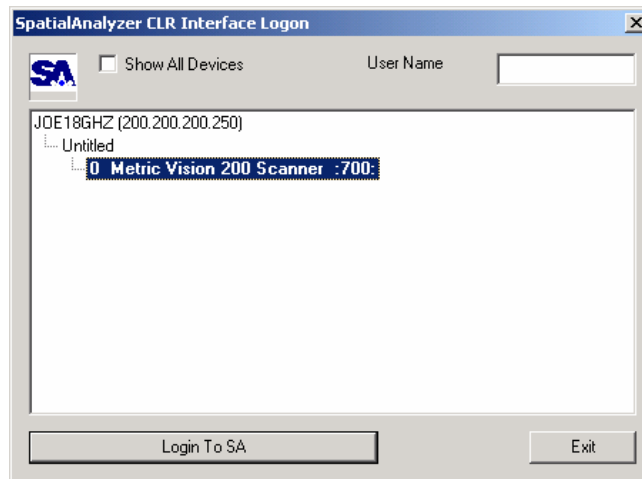 SpatialAnalyzer CLR Interface Logon
SA
Show All Devices
User Name
JOE18GHZ (200.200.200.250)
Untitled
0 Metric Vision 200 Scanner :700:
Login To SA
Exit